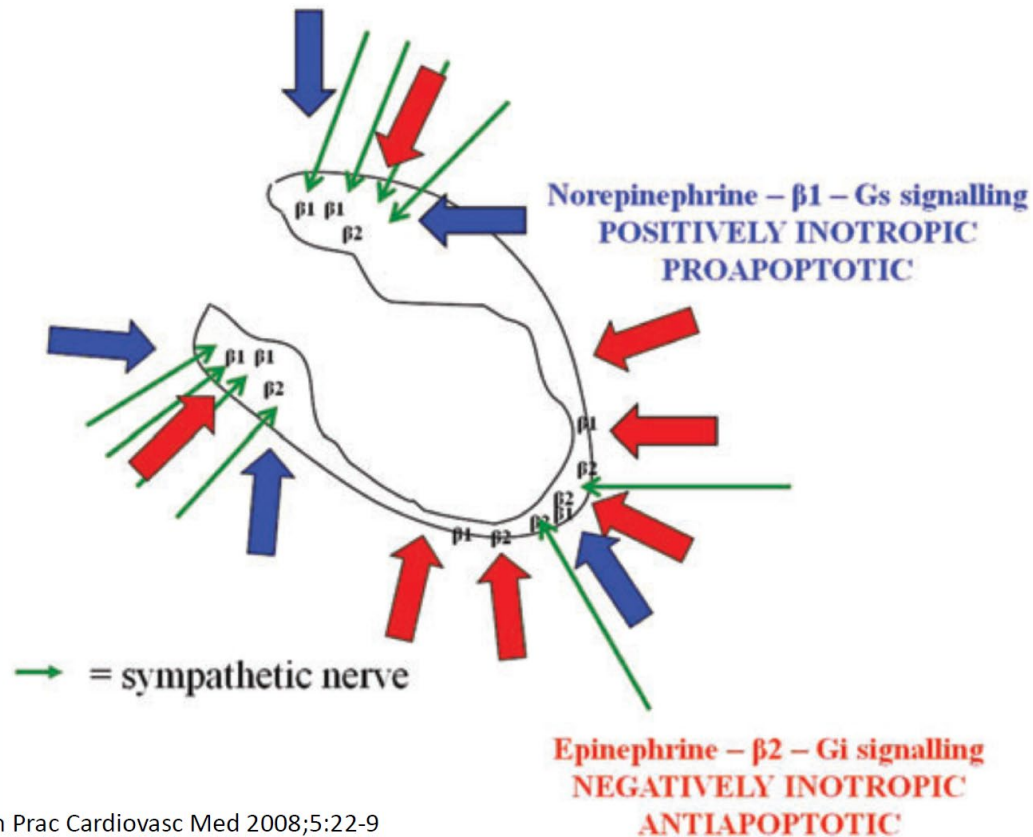 β1 β1
β2
Norepinephrine – β1 – Gs signalling
POSITIVELY INOTROPIC
PROAPOPTOTIC
β1 β1
β2
β1
β2
β2
β1
β2
β1 β2
= sympathetic nerve
Epinephrine – β2 – Gi signalling
NEGATIVELY INOTROPIC
ANTIAPOPTOTIC
Prac Cardiovasc Med 2008;5:22-9